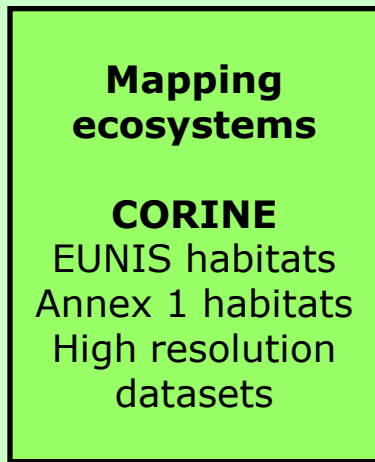 Mapping
ecosystems
CORINE
EUNIS habitats
Annex 1 habitats
High resolution
datasets